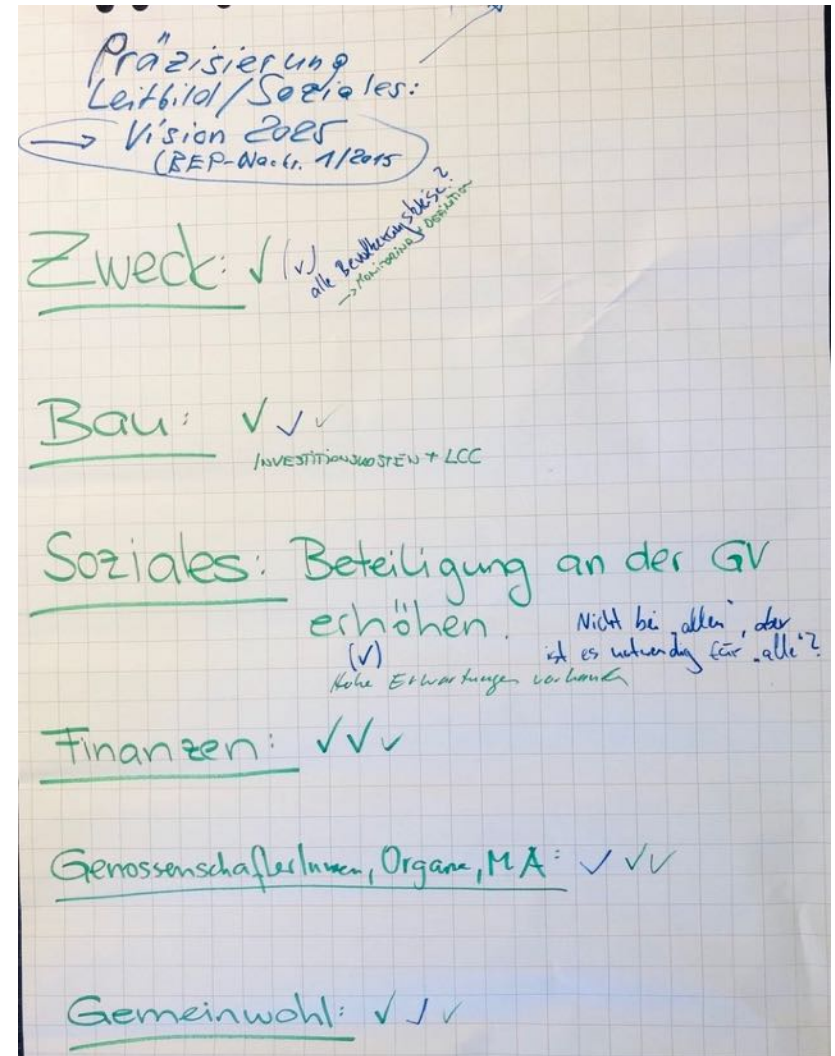 Präzisierung
Leitbild/Soziales:
→ Vision 2025
(BEP-Nachr. 1/2015)
Zweck: √ (√)
alle Bevölkerungskreise?
→ Monitoring + Definition
Bau: √ √ √
INVESTITIONSKOSTEN + LCC
Soziales: Beteiligung an der GV
erhöhen.
(√)
Nicht bei „allen", aber
ist es notwendig für „alle"?
Hohe Erwartungen vorhanden
Finanzen: √ √ √
GenossenschafterInnen, Organe, MA: √ √ √
Gemeinwohl: √ √ √